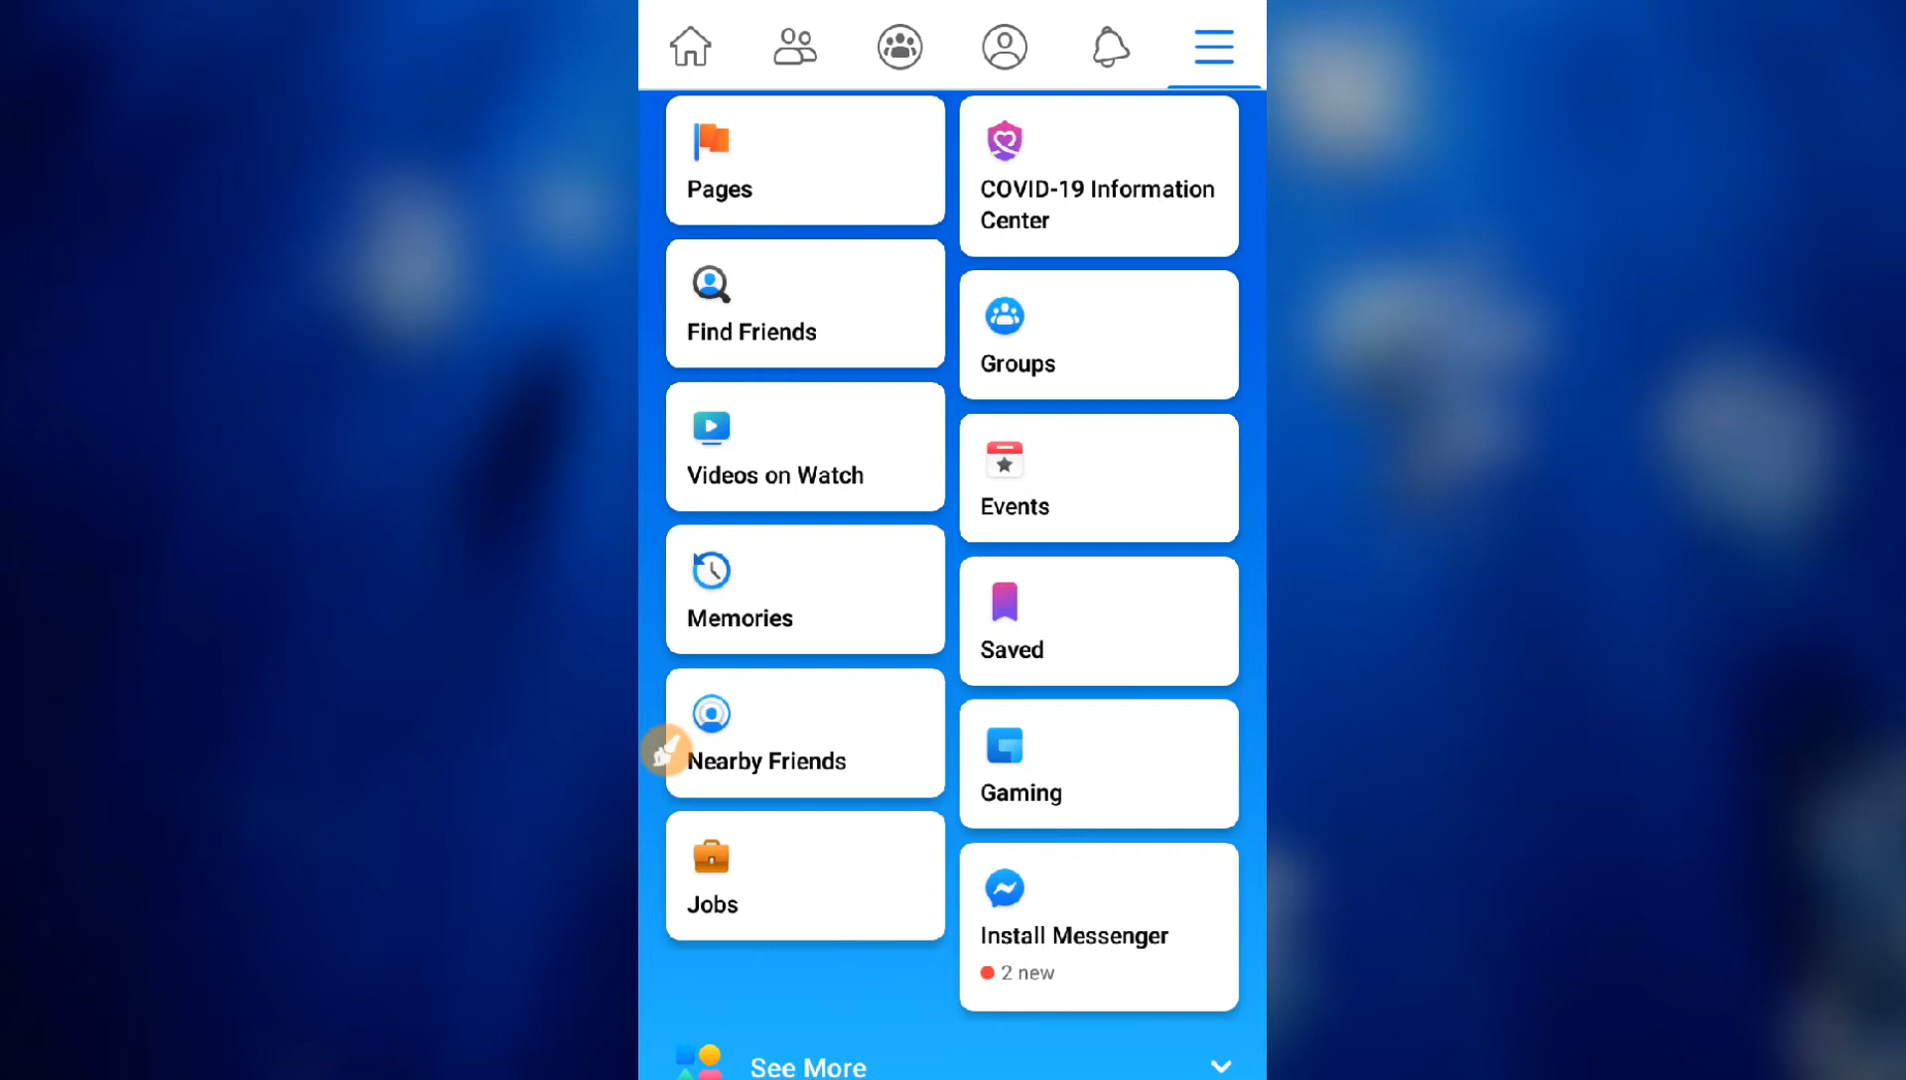 Pages
COVID-19 Information
Center
Find Friends
Groups
Videos on Watch
Events
Memories
Saved
Nearby Friends
Gaming
Jobs
Install Messenger
2 new
See More